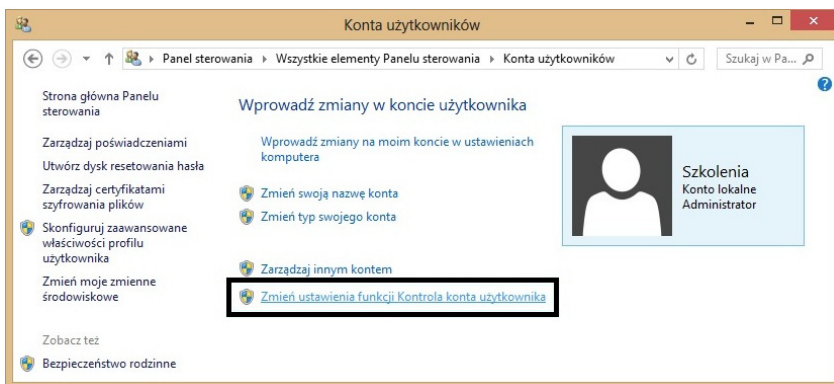 Konta użytkowników
Panel sterowania
Wszystkie elementy Panelu sterowania
Konta użytkowników
Szukaj w Pa...
Strona główna Panelu
sterowania
Zarządzaj poświadczeniami
Utwórz dysk resetowania hasła
Zarządzaj certyfikatami
szyfrowania plików
Skonfiguruj zaawansowane
właściwości profilu
użytkownika
Zmień moje zmienne
środowiskowe
Zobacz też
Bezpieczeństwo rodzinne
Wprowadź zmiany w koncie użytkownika
Wprowadź zmiany na moim koncie w ustawieniach
komputera
Zmień swoją nazwę konta
Zmień typ swojego konta
Zarządzaj innym kontem
Zmień ustawienia funkcji Kontrola konta użytkownika
Szkolenia
Konto lokalne
Administrator